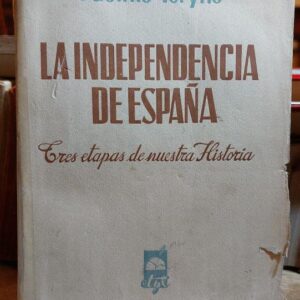 LA INDEPENDENCIA
DE ESPAÑA
Tres etapas de nuestra Historia